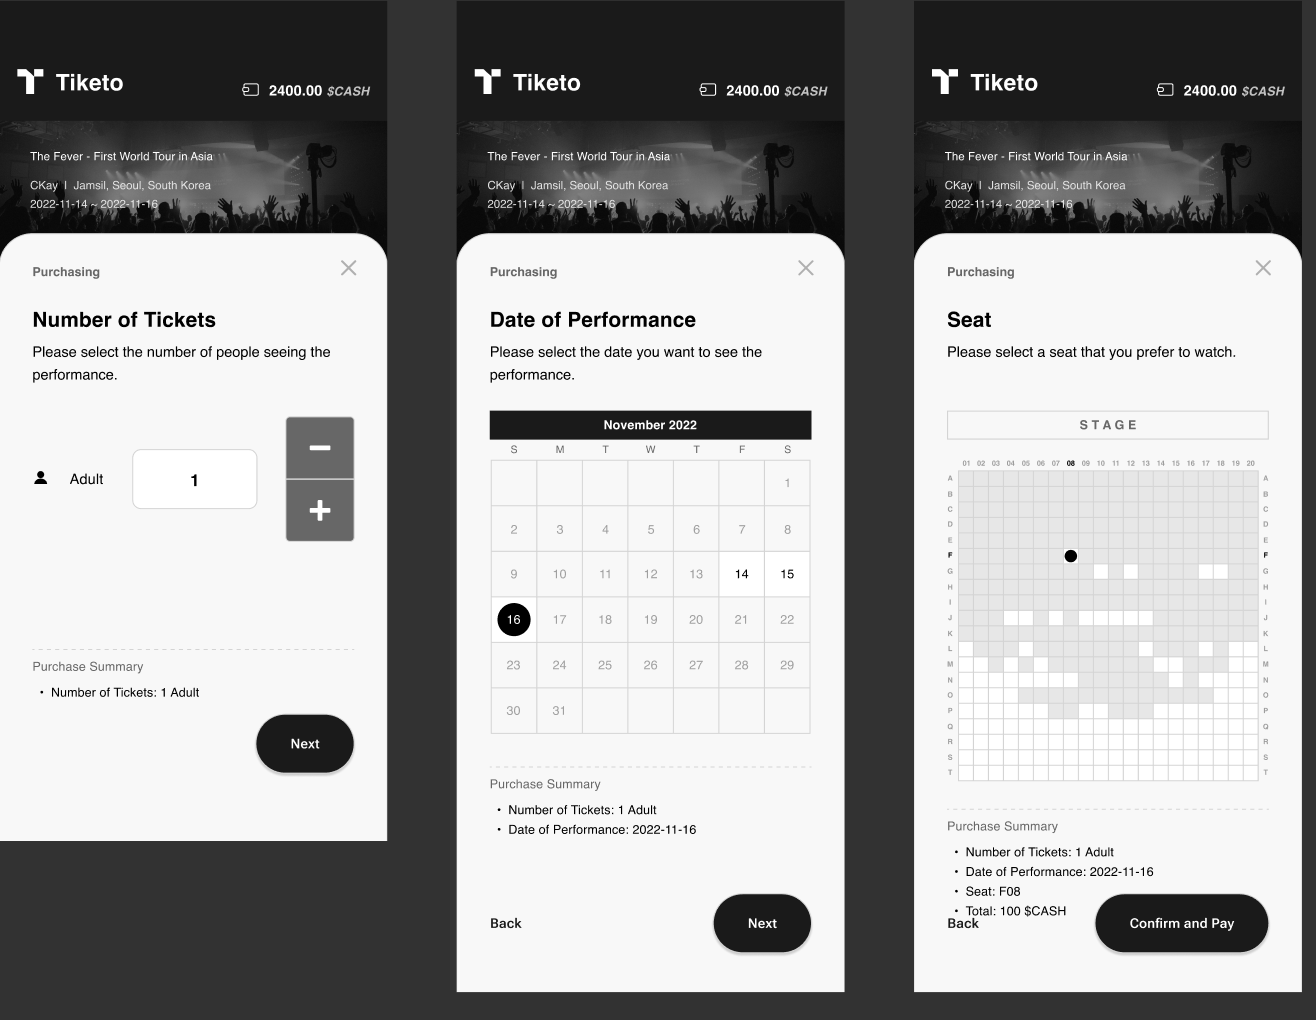 Tiketo
2400.00 $CASH
The Fever - First World Tour in Asia
CKay | Jamsil, Seoul, South Korea
2022-11-14 ~ 2022-11-16
Purchasing
Number of Tickets
Please select the number of people seeing the
performance.
Adult
1
Purchase Summary
• Number of Tickets: 1 Adult
Next
Tiketo
2400.00 $CASH
The Fever - First World Tour in Asia
CKay | Jamsil, Seoul, South Korea
2022-11-14 ~ 2022-11-16
Purchasing
Date of Performance
Please select the date you want to see the
performance.
November 2022
S M T W T F S
1
2 3 4 5 6 7 8
9 10 11 12 13 14 15
16 17 18 19 20 21 22
23 24 25 26 27 28 29
30 31
Purchase Summary
• Number of Tickets: 1 Adult
• Date of Performance: 2022-11-16
Back
Next
Tiketo
2400.00 $CASH
The Fever - First World Tour in Asia
CKay | Jamsil, Seoul, South Korea
2022-11-14 ~ 2022-11-16
Purchasing
Seat
Please select a seat that you prefer to watch.
STAGE
01 02 03 04 05 06 07 08 09 10 11 12 13 14 15 16 17 18 19 20
A A
B B
C C
D D
E E
F F
G G
H H
I I
J J
K K
L L
M M
N N
O O
P P
Q Q
R R
S S
T T
Purchase Summary
• Number of Tickets: 1 Adult
• Date of Performance: 2022-11-16
• Seat: F08
• Total: 100 $CASH
Back
Confirm and Pay